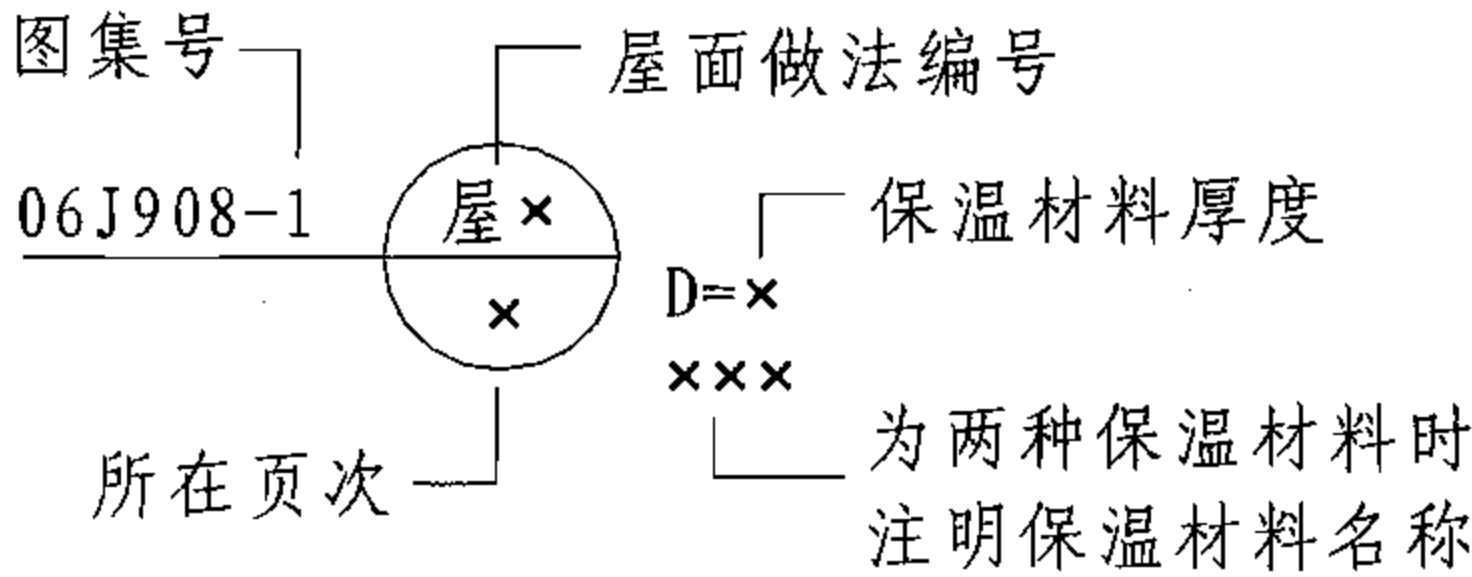 图集号
屋面做法编号
06J908-1
屋×
保温材料厚度
×
D=×
×××
所在页次
为两种保温材料时
注明保温材料名称